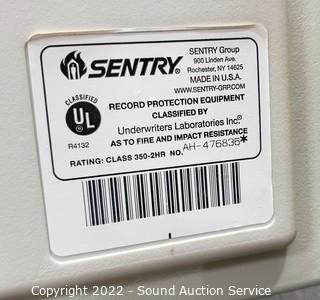 SENTRY®
SENTRY Group
900 Linden Ave.
Rochester, NY 14625
MADE IN U.S.A.
WWW.SENTRY-GRP.COM
CLASSIFIED
UL®
R4132
RECORD PROTECTION EQUIPMENT
CLASSIFIED BY
Underwriters Laboratories Inc.®
AS TO FIRE AND IMPACT RESISTANCE
RATING: CLASS 350-2HR NO. AH-476836*
Copyright 2022 - Sound Auction Service